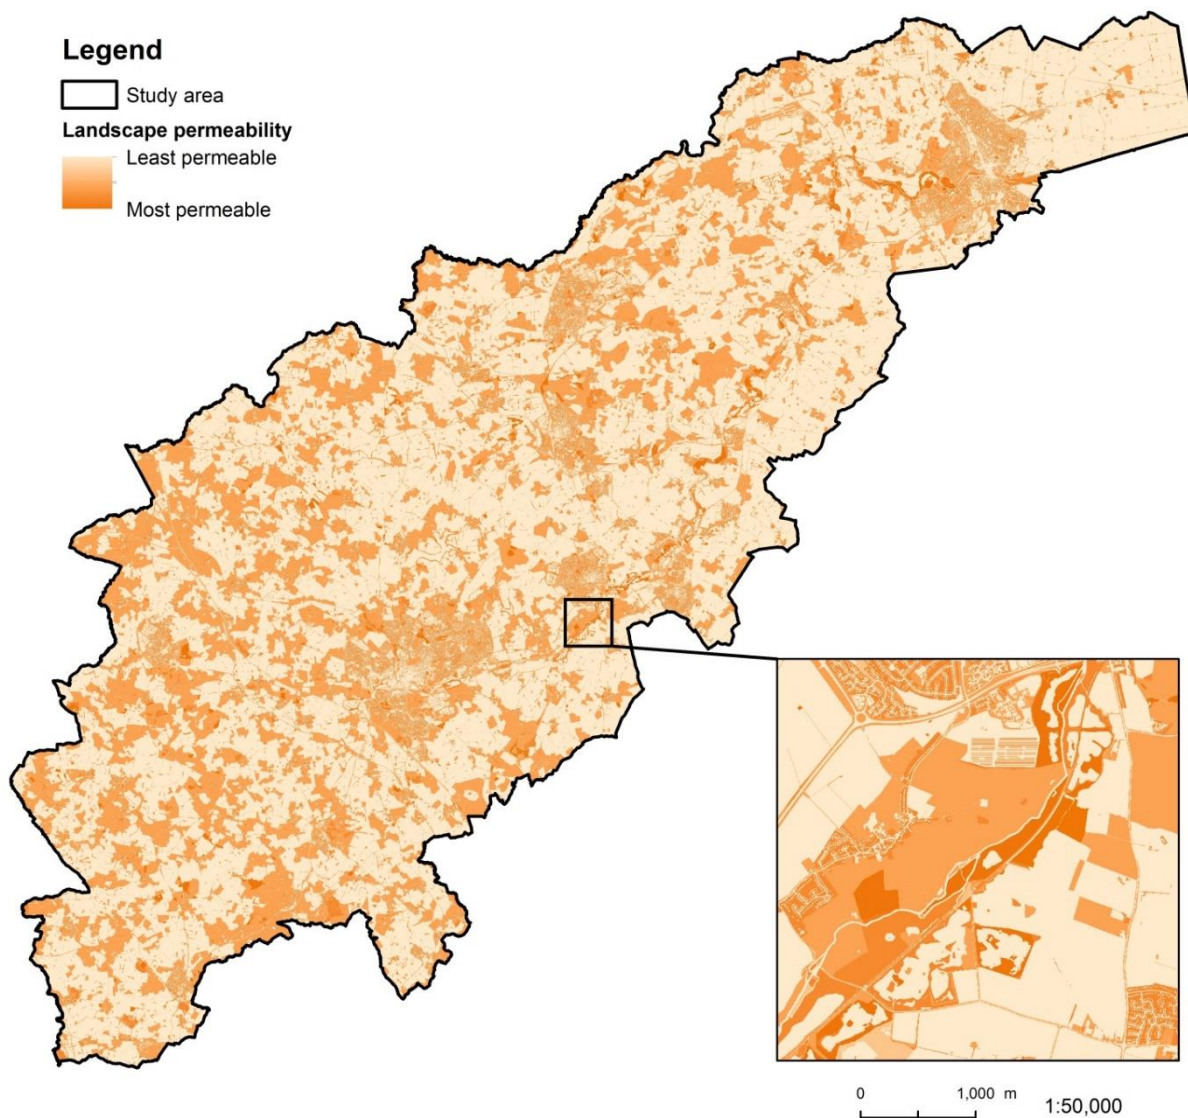 Legend
Study area
Landscape permeability
Least permeable
Most permeable
0 1,000 m 1:50,000